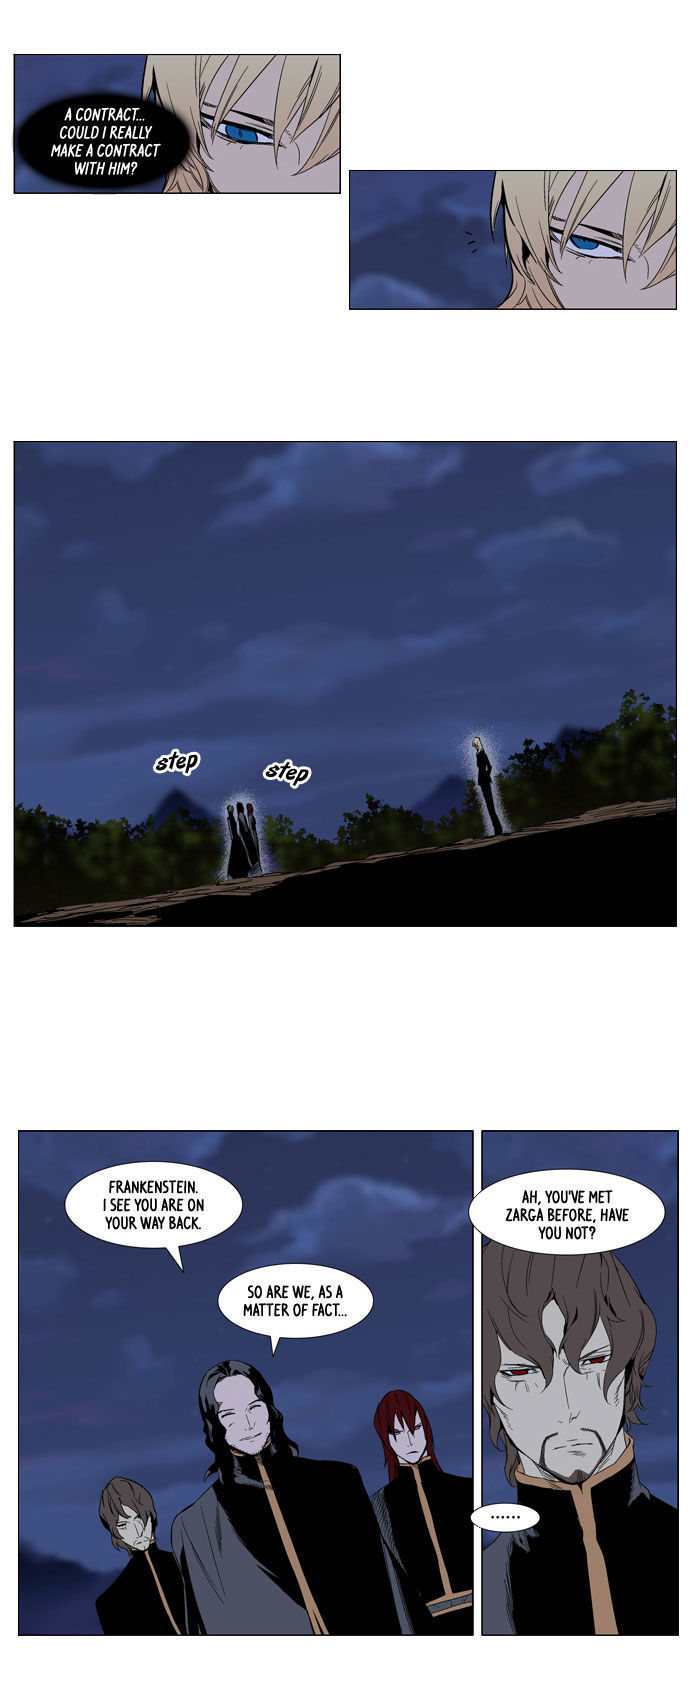 A CONTRACT...
COULD I REALLY
MAKE A CONTRACT
WITH HIM?
step
step
FRANKENSTEIN.
I SEE YOU ARE ON
YOUR WAY BACK.
SO ARE WE, AS A
MATTER OF FACT...
AH, YOU'VE MET
ZARGA BEFORE, HAVE
YOU NOT?
......